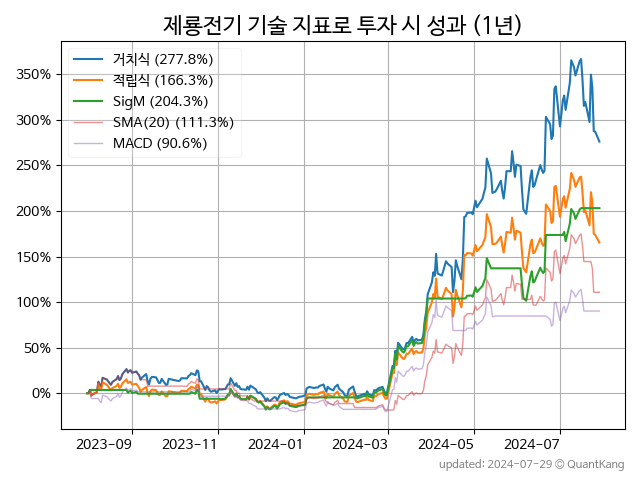 제룡전기 기술 지표로 투자 시 성과 (1년)
거치식 (277.8%)
적립식 (166.3%)
SigM (204.3%)
SMA(20) (111.3%)
MACD (90.6%)
350%
300%
250%
200%
150%
100%
50%
0%
2023-09 2023-11 2024-01 2024-03 2024-05 2024-07
updated: 2024-07-29 © QuantKang